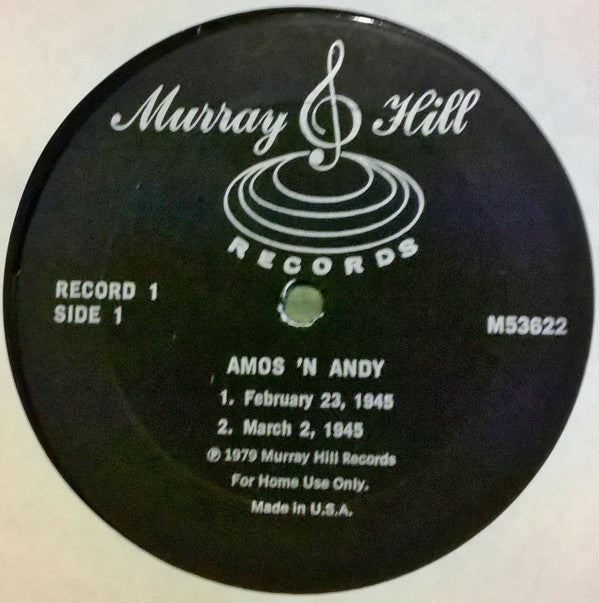 Murray Hill
RECORDS
RECORD 1
SIDE 1
M53622
AMOS 'N ANDY
1. February 23, 1945
2. March 2, 1945
℗ 1979 Murray Hill Records
For Home Use Only.
Made in U.S.A.